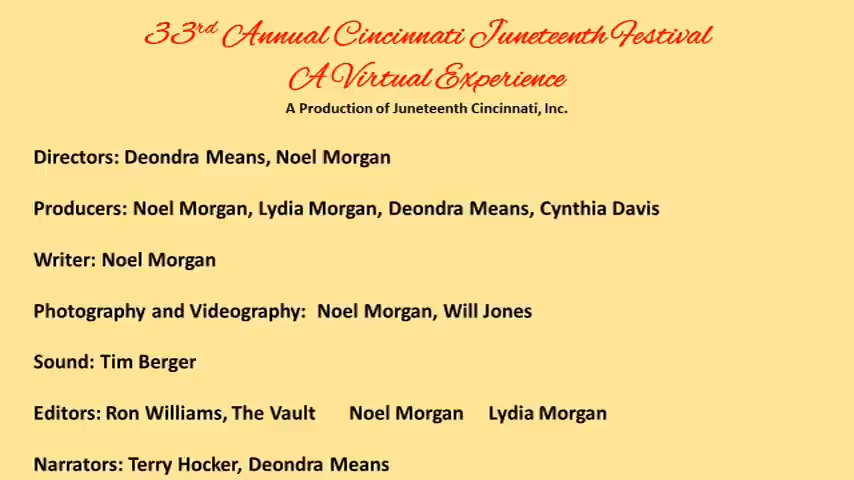 33rd Annual Cincinnati Juneteenth Festival
A Virtual Experience
A Production of Juneteenth Cincinnati, Inc.
Directors: Deondra Means, Noel Morgan
Producers: Noel Morgan, Lydia Morgan, Deondra Means, Cynthia Davis
Writer: Noel Morgan
Photography and Videography: Noel Morgan, Will Jones
Sound: Tim Berger
Editors: Ron Williams, The Vault Noel Morgan Lydia Morgan
Narrators: Terry Hocker, Deondra Means